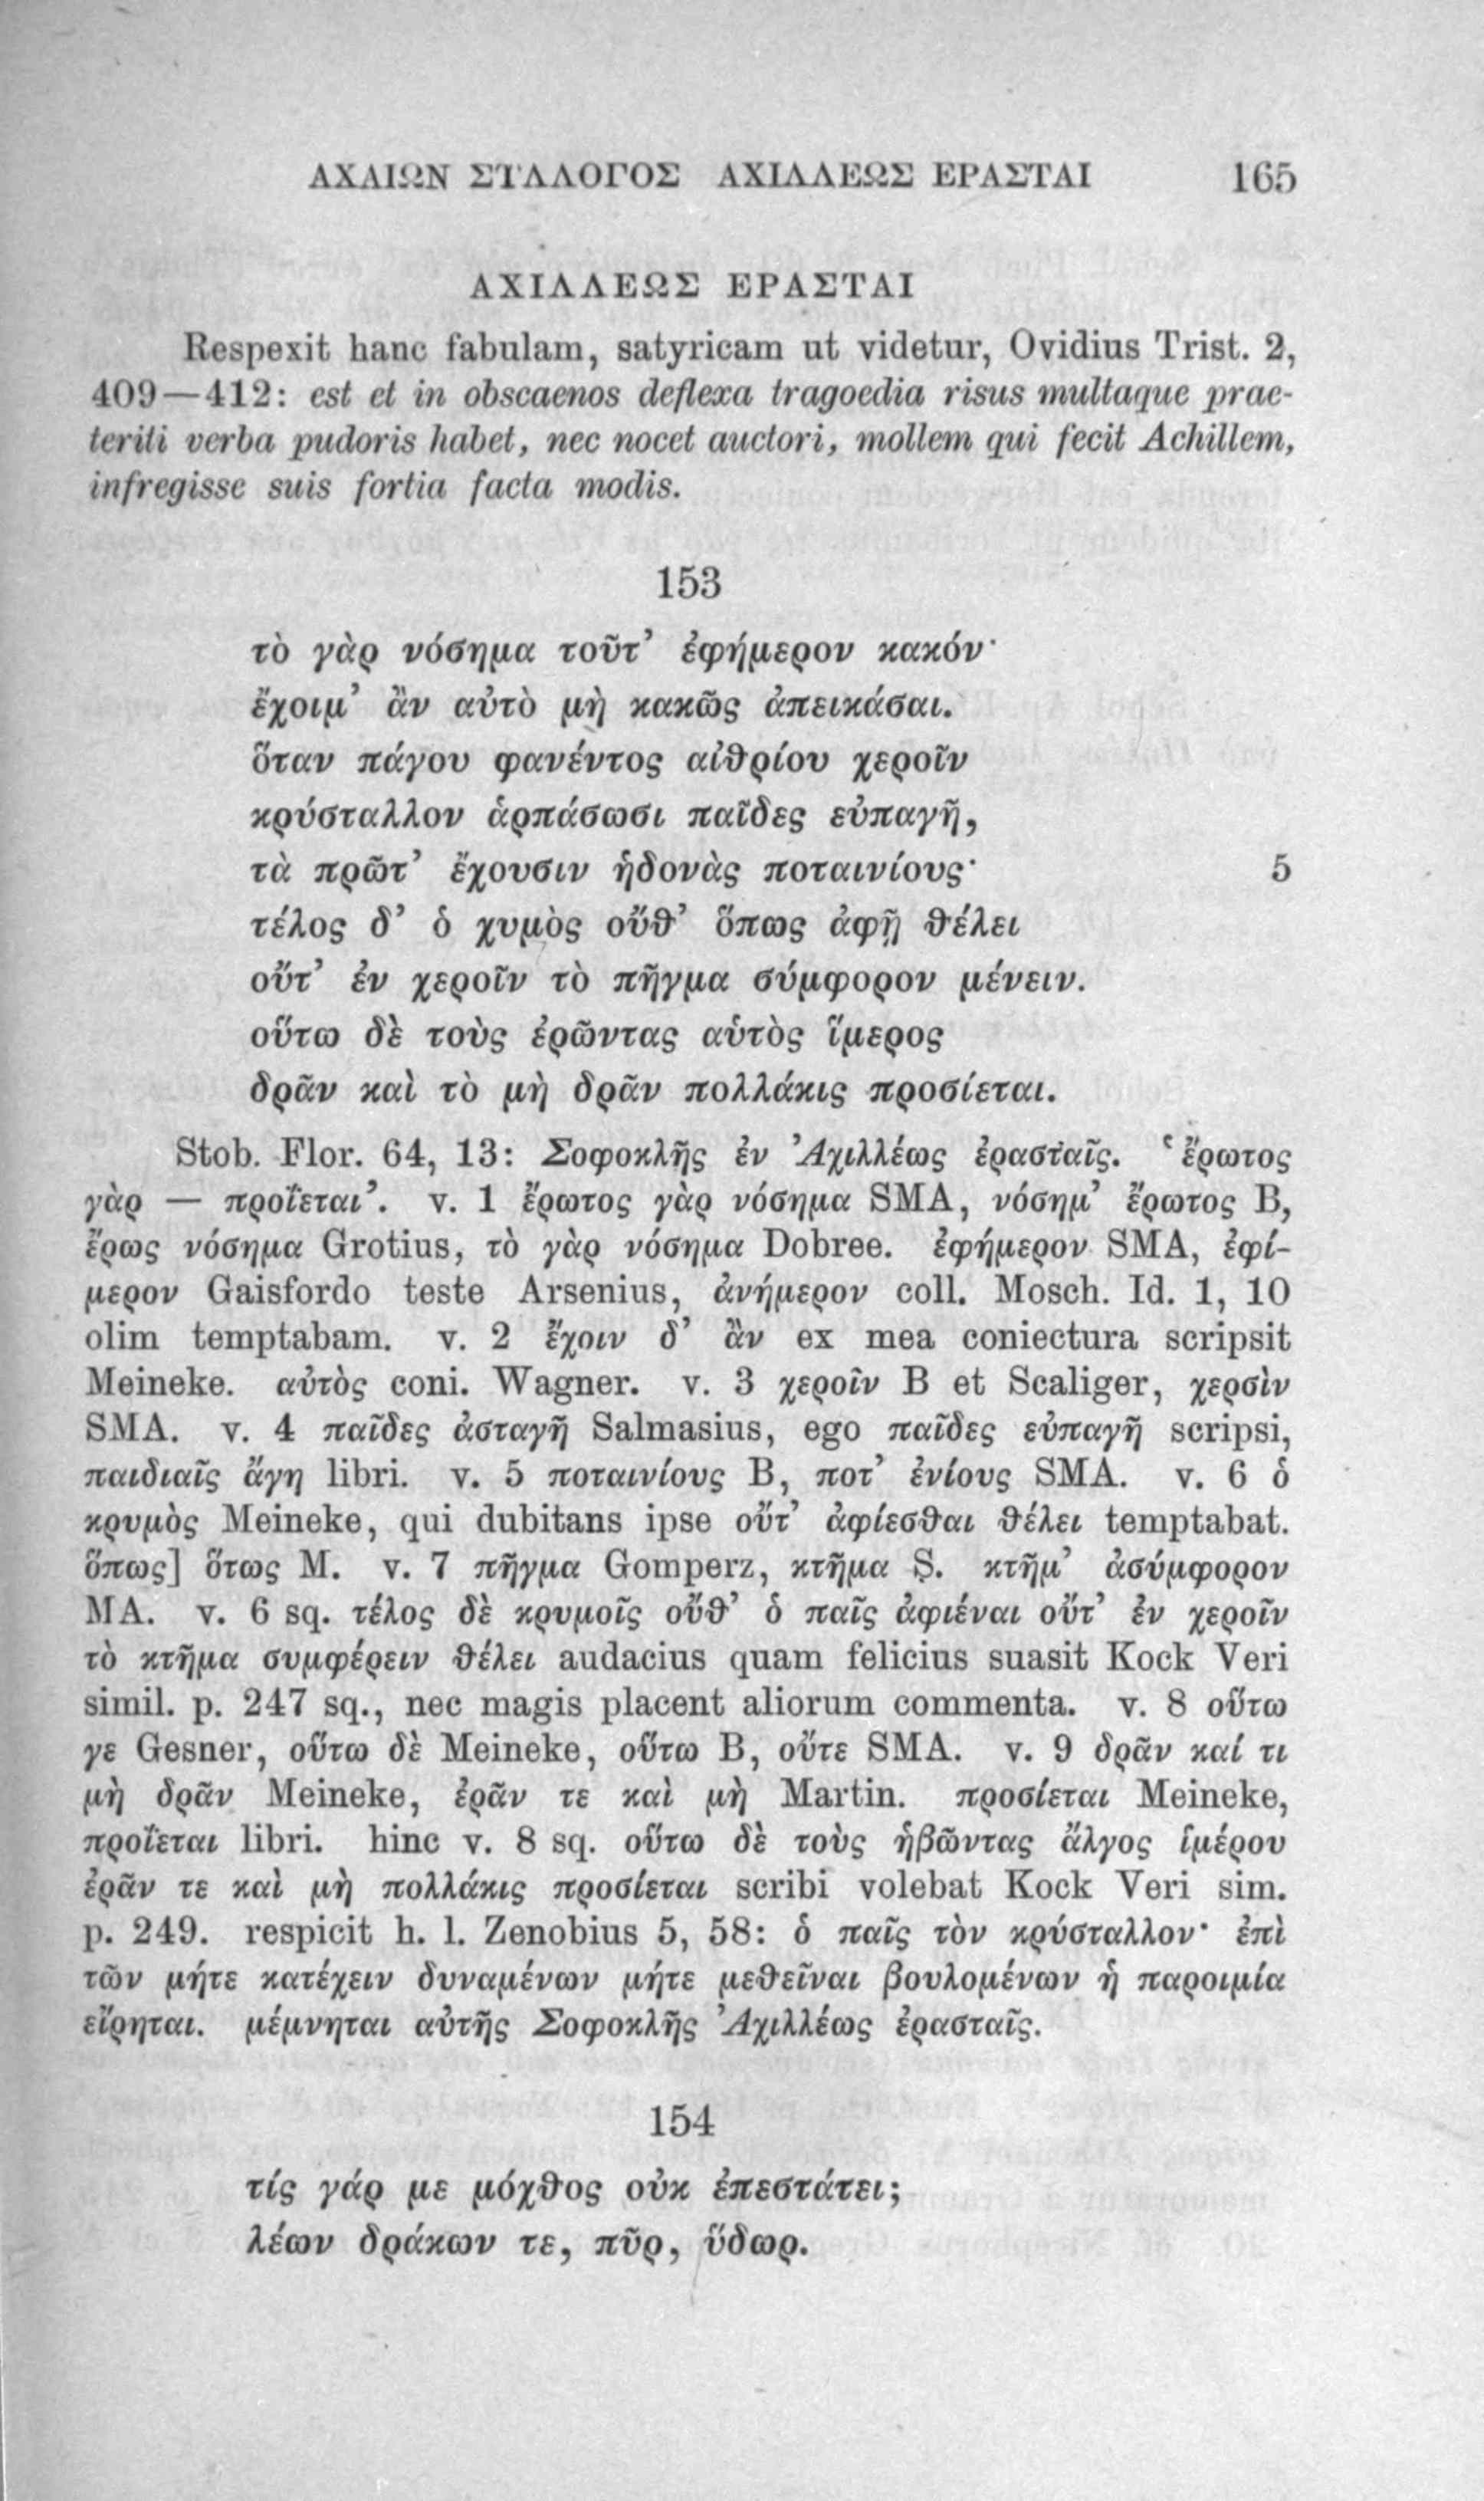 ΑΧΑΙΩΝ ΣΥΛΛΟΓΟΣ ΑΧΙΛΛΕΩΣ ΕΡΑΣΤΑΙ 165
ΑΧΙΛΛΕΩΣ ΕΡΑΣΤΑΙ
Respexit hanc fabulam, satyricam ut videtur, Ovidius Trist. 2,
409—412: est et in obscaenos deflexa tragoedia risus multaque prae-
teriti verba pudoris habet, nec nocet auctori, mollem qui fecit Achillem,
infregisse suis fortia facta modis.
153
τὸ γὰρ νόσημα τοῦτ’ ἐφήμερον κακόν·
ἔχοιμ’ ἂν αὐτὸ μὴ κακῶς ἀπεικάσαι.
ὅταν πάγου φανέντος αἰθρίου χεροῖν
κρύσταλλον ἁρπάσωσι παῖδες εὐπαγῆ,
τὰ πρῶτ’ ἔχουσιν ἡδονὰς ποταινίους· 5
τέλος δ’ ὁ χυμὸς οὔθ’ ὅπως ἀφῇ θέλει
οὔτ’ ἐν χεροῖν τὸ πῆγμα σύμφορον μένειν.
οὕτω δὲ τοὺς ἐρῶντας αὑτὸς ἵμερος
δρᾶν καὶ τὸ μὴ δρᾶν πολλάκις προσίεται.
Stob. Flor. 64, 13: Σοφοκλῆς ἐν Ἀχιλλέως ἐρασταῖς. ‘ἔρωτος
γὰρ — προΐεται’. v. 1 ἔρωτος γὰρ νόσημα SMA, νόσημ’ ἔρωτος B,
ἔρως νόσημα Grotius, τὸ γὰρ νόσημα Dobree. ἐφήμερον SMA, ἐφί-
μερον Gaisfordo teste Arsenius, ἀνήμερον coll. Mosch. Id. 1, 10
olim temptabam. v. 2 ἔχοιν δ’ ἂν ex mea coniectura scripsit
Meineke. αὐτὸς coni. Wagner. v. 3 χεροῖν B et Scaliger, χερσὶν
SMA. v. 4 παῖδες ἀσταγῆ Salmasius, ego παῖδες εὐπαγῆ scripsi,
παιδιαῖς ἄγη libri. v. 5 ποταινίους B, ποτ’ ἐνίους SMA. v. 6 ὁ
κρυμὸς Meineke, qui dubitans ipse οὔτ’ ἀφίεσθαι θέλει temptabat.
ὅπως] ὅτως M. v. 7 πῆγμα Gomperz, κτῆμα S. κτῆμ’ ἀσύμφορον
MA. v. 6 sq. τέλος δὲ κρυμοῖς οὔθ’ ὁ παῖς ἀφιέναι οὔτ’ ἐν χεροῖν
τὸ κτῆμα συμφέρειν θέλει audacius quam felicius suasit Kock Veri
simil. p. 247 sq., nec magis placent aliorum commenta. v. 8 οὕτω
γε Gesner, οὕτω δὲ Meineke, οὕτω B, οὔτε SMA. v. 9 δρᾶν καί τι
μὴ δρᾶν Meineke, ἐρᾶν τε καὶ μὴ Martin. προσίεται Meineke,
προΐεται libri. hinc v. 8 sq. οὕτω δὲ τοὺς ἡβῶντας ἄλγος ἱμέρου
ἐρᾶν τε καὶ μὴ πολλάκις προσίεται scribi volebat Kock Veri sim.
p. 249. respicit h. l. Zenobius 5, 58: ὁ παῖς τὸν κρύσταλλον· ἐπὶ
τῶν μήτε κατέχειν δυναμένων μήτε μεθεῖναι βουλομένων ἡ παροιμία
εἴρηται. μέμνηται αὐτῆς Σοφοκλῆς Ἀχιλλέως ἐρασταῖς.
154
τίς γάρ με μόχθος οὐκ ἐπεστάτει;
λέων δράκων τε, πῦρ, ὕδωρ.